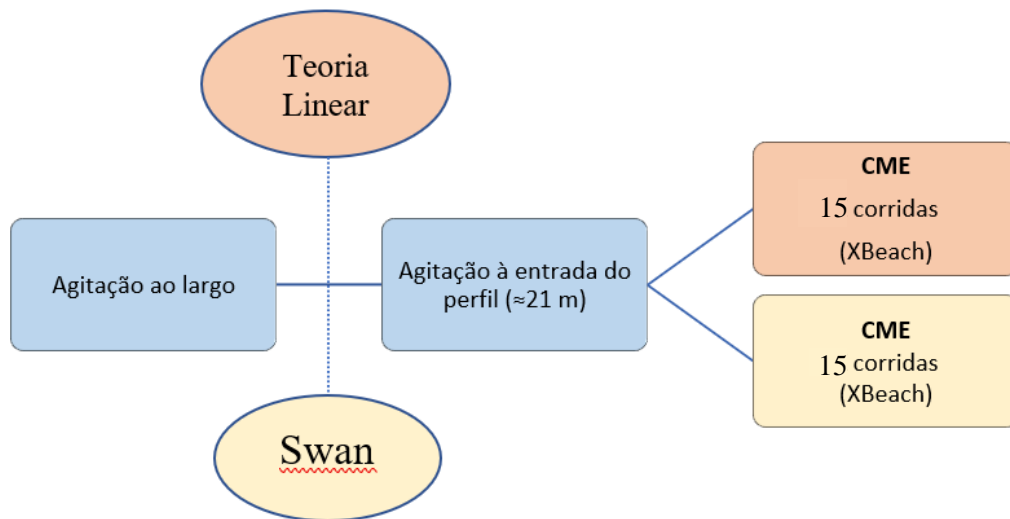 Teoria
Linear
Agitação ao largo
Agitação à entrada do
perfil (≈21 m)
CME
15 corridas
(XBeach)
CME
15 corridas
(XBeach)
Swan